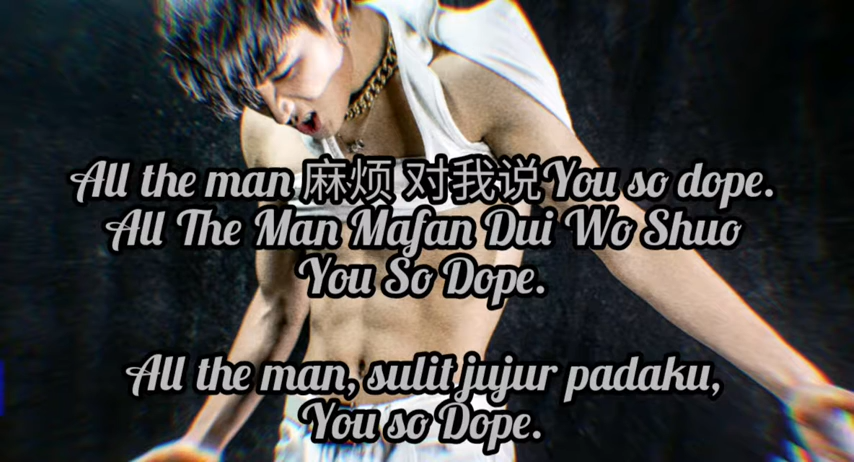 All the man 麻烦 对我说 You so dope.
All The Man Mafan Dui Wo Shuo
You So Dope.
All the man, sulit jujur padaku,
You so Dope.